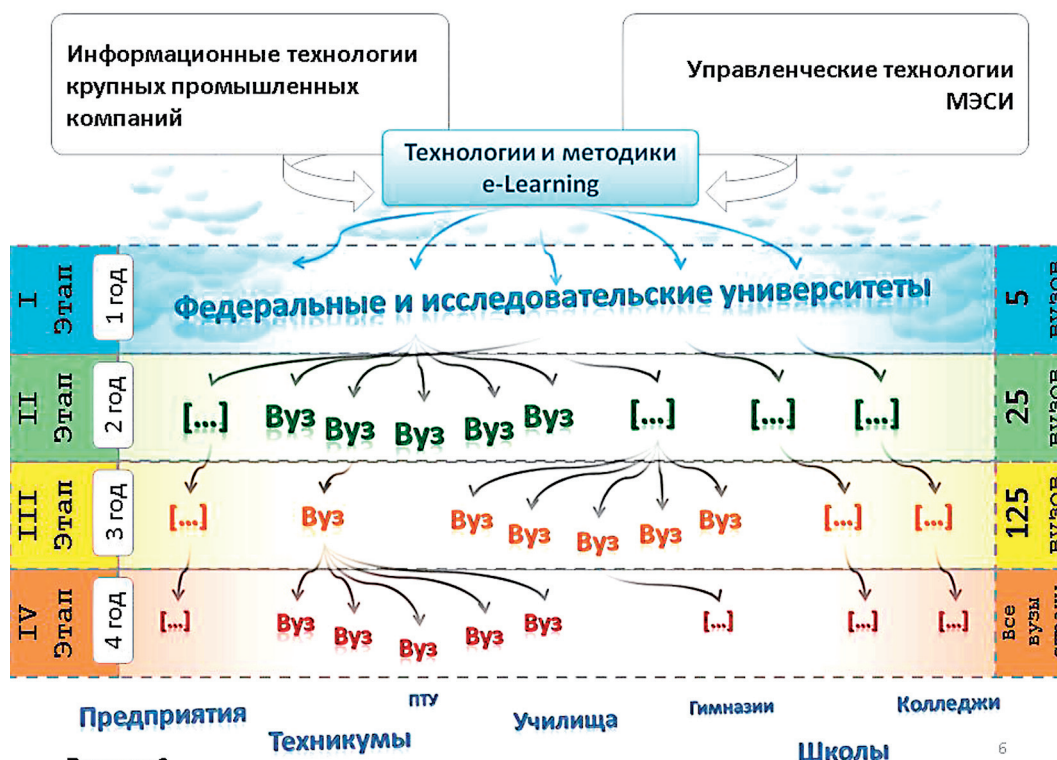 Информационные технологии
крупных промышленных
компаний
Управленческие технологии
МЭСИ
Технологии и методики
e-Learning
I
Этап
1 год
Федеральные и исследовательские университеты
5
вузов
II
Этап
2 год
[...] Вуз Вуз Вуз Вуз Вуз [...] [...] [...]
25
вузов
III
Этап
3 год
[...] Вуз Вуз Вуз Вуз Вуз Вуз [...] [...]
125
вузов
IV
Этап
4 год
[...] Вуз Вуз Вуз Вуз Вуз [...] [...] [...]
Все
вузы
Предприятия
Техникумы
ПТУ
Училища
Гимназии
Школы
Колледжи
6